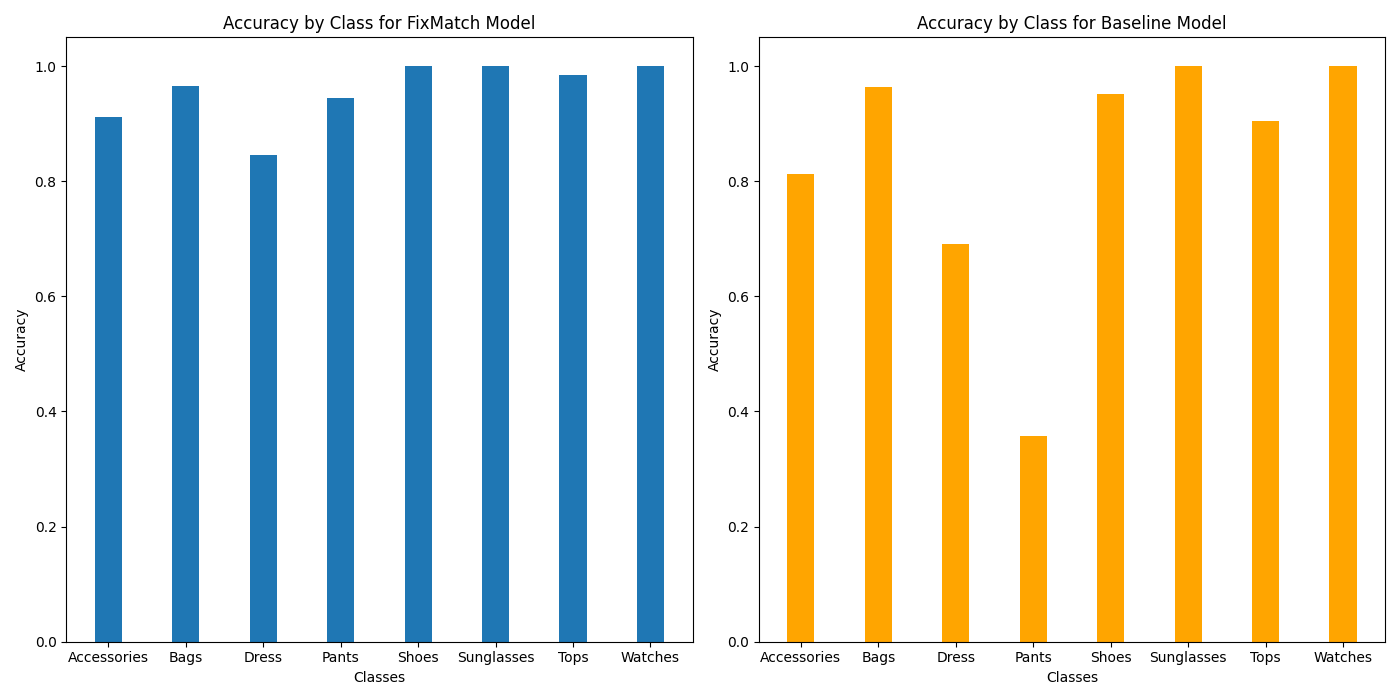 Accuracy by Class for FixMatch Model
1.0
0.8
0.6
0.4
0.2
0.0
Accuracy
Accessories Bags Dress Pants Shoes Sunglasses Tops Watches
Classes
Accuracy by Class for Baseline Model
1.0
0.8
0.6
0.4
0.2
0.0
Accuracy
Accessories Bags Dress Pants Shoes Sunglasses Tops Watches
Classes